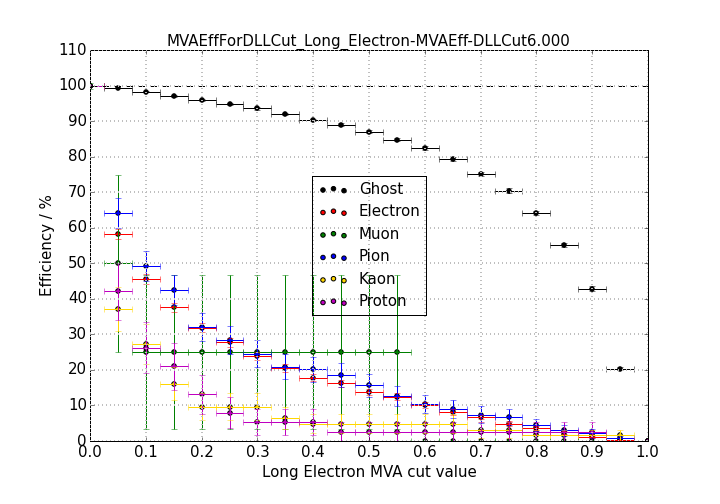 MVAEffForDLLCut_Long_Electron-MVAEff-DLLCut6.000
110
100
90
80
70
60
50
40
30
20
10
0
Efficiency / %
Ghost
Electron
Muon
Pion
Kaon
Proton
0.0 0.1 0.2 0.3 0.4 0.5 0.6 0.7 0.8 0.9 1.0
Long Electron MVA cut value